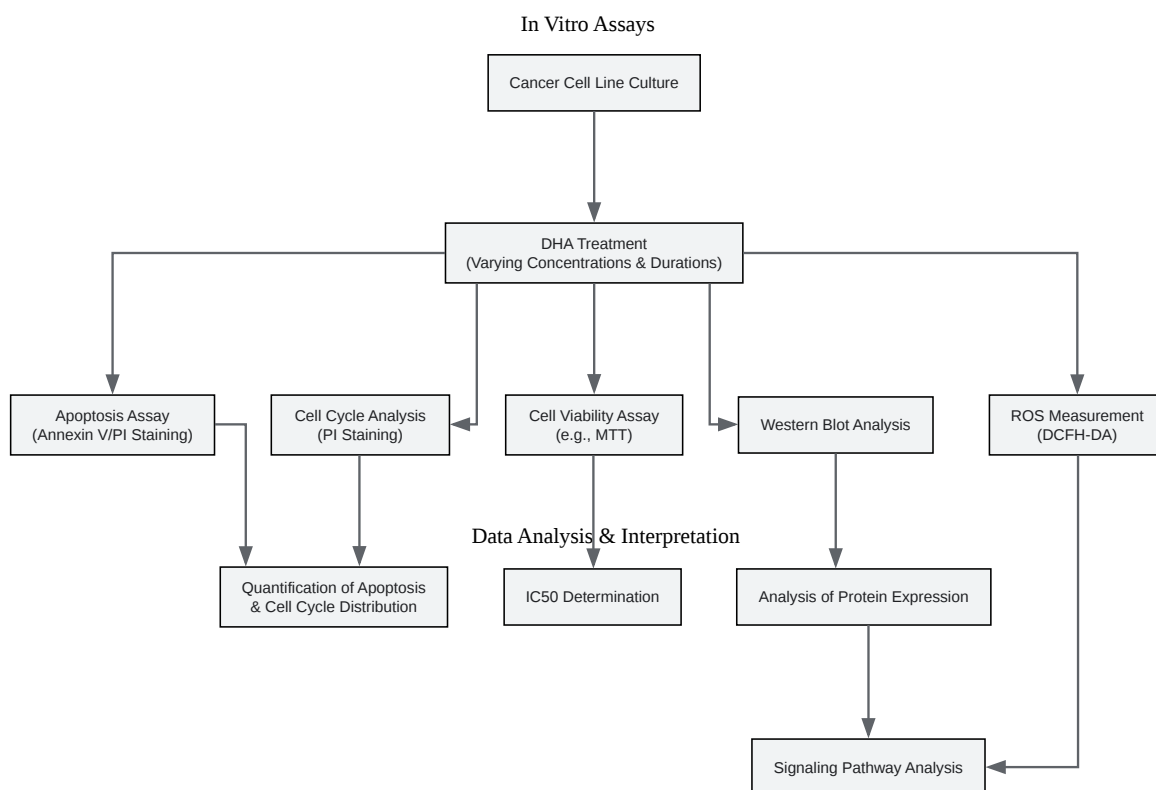 In Vitro Assays
Cancer Cell Line Culture
DHA Treatment
(Varying Concentrations & Durations)
Apoptosis Assay
(Annexin V/PI Staining)
Cell Cycle Analysis
(PI Staining)
Cell Viability Assay
(e.g., MTT)
Western Blot Analysis
ROS Measurement
(DCFH-DA)
Data Analysis & Interpretation
Quantification of Apoptosis
& Cell Cycle Distribution
IC50 Determination
Analysis of Protein Expression
Signaling Pathway Analysis